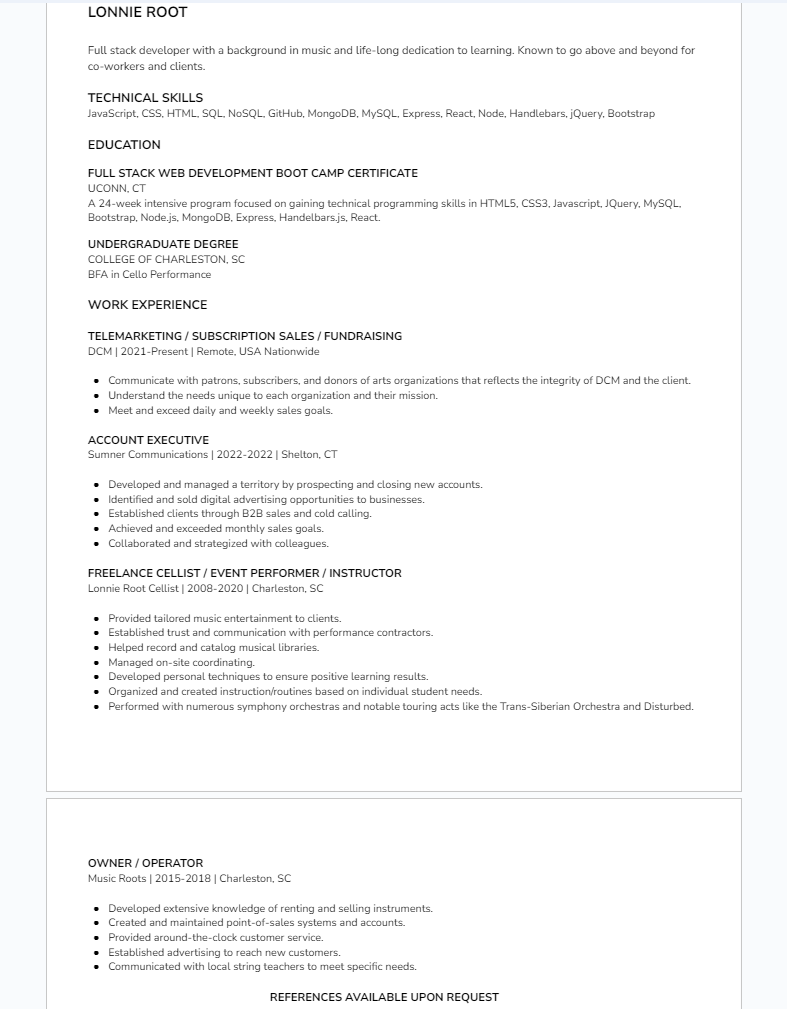 LONNIE ROOT
Full stack developer with a background in music and life-long dedication to learning. Known to go above and beyond for
co-workers and clients.
TECHNICAL SKILLS
JavaScript, CSS, HTML, SQL, NoSQL, GitHub, MongoDB, MySQL, Express, React, Node, Handlebars, jQuery, Bootstrap
EDUCATION
FULL STACK WEB DEVELOPMENT BOOT CAMP CERTIFICATE
UCONN, CT
A 24-week intensive program focused on gaining technical programming skills in HTML5, CSS3, Javascript, JQuery, MySQL,
Bootstrap, Node.js, MongoDB, Express, Handelbars.js, React.
UNDERGRADUATE DEGREE
COLLEGE OF CHARLESTON, SC
BFA in Cello Performance
WORK EXPERIENCE
TELEMARKETING / SUBSCRIPTION SALES / FUNDRAISING
DCM | 2021-Present | Remote, USA Nationwide
● Communicate with patrons, subscribers, and donors of arts organizations that reflects the integrity of DCM and the client.
● Understand the needs unique to each organization and their mission.
● Meet and exceed daily and weekly sales goals.
ACCOUNT EXECUTIVE
Sumner Communications | 2022-2022 | Shelton, CT
● Developed and managed a territory by prospecting and closing new accounts.
● Identified and sold digital advertising opportunities to businesses.
● Established clients through B2B sales and cold calling.
● Achieved and exceeded monthly sales goals.
● Collaborated and strategized with colleagues.
FREELANCE CELLIST / EVENT PERFORMER / INSTRUCTOR
Lonnie Root Cellist | 2008-2020 | Charleston, SC
● Provided tailored music entertainment to clients.
● Established trust and communication with performance contractors.
● Helped record and catalog musical libraries.
● Managed on-site coordinating.
● Developed personal techniques to ensure positive learning results.
● Organized and created instruction/routines based on individual student needs.
● Performed with numerous symphony orchestras and notable touring acts like the Trans-Siberian Orchestra and Disturbed.
OWNER / OPERATOR
Music Roots | 2015-2018 | Charleston, SC
● Developed extensive knowledge of renting and selling instruments.
● Created and maintained point-of-sales systems and accounts.
● Provided around-the-clock customer service.
● Established advertising to reach new customers.
● Communicated with local string teachers to meet specific needs.
REFERENCES AVAILABLE UPON REQUEST